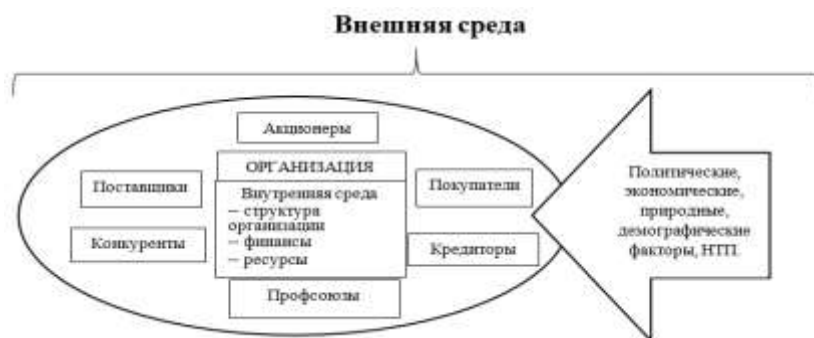 Внешняя среда
Акционеры
ОРГАНИЗАЦИЯ
Поставщики
Внутренняя среда
– структура
организации
– финансы
– ресурсы
Покупатели
Конкуренты
Кредиторы
Профсоюзы
Политические,
экономические,
природные,
демографические
факторы, НТП.